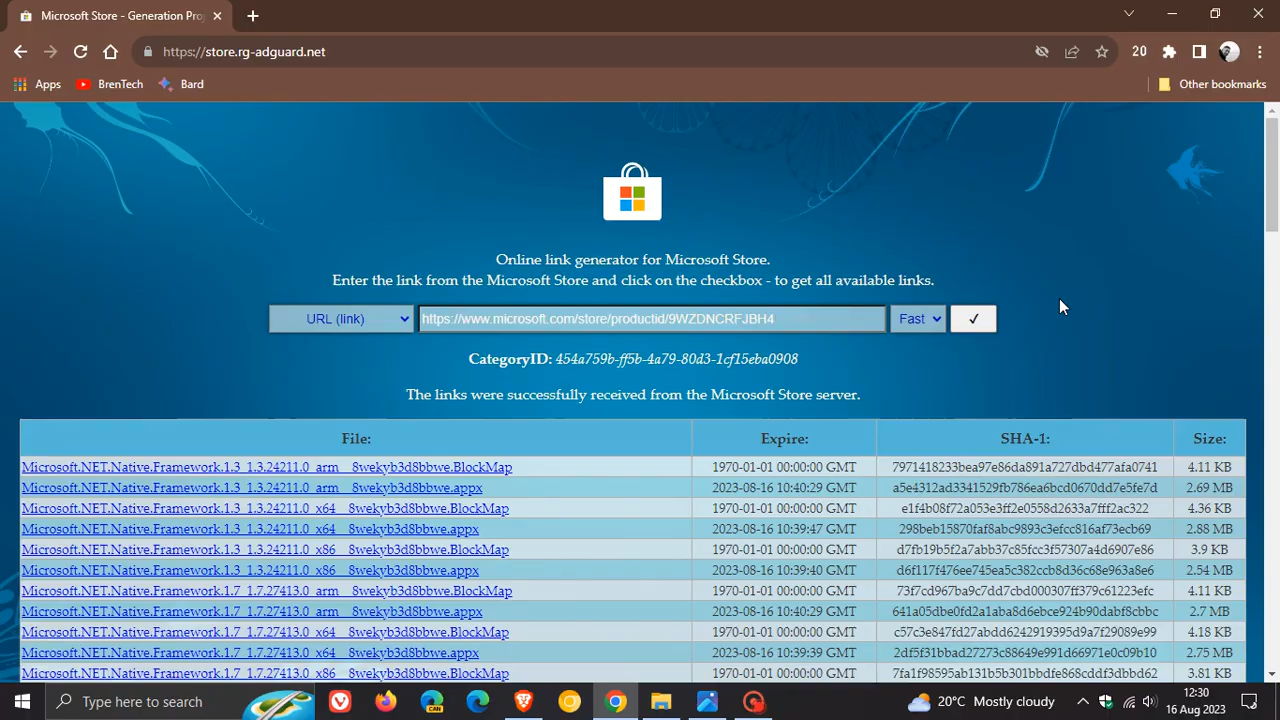 Microsoft Store - Generation Pro
https://store.rg-adguard.net
20
Apps
BrenTech
Bard
Other bookmarks
Online link generator for Microsoft Store.
Enter the link from the Microsoft Store and click on the checkbox - to get all available links.
URL (link)
https://www.microsoft.com/store/productid/9WZDNCRFJBH4
Fast
✓
CategoryID: 454a759b-ff5b-4a79-80d3-1cf15eba0908
The links were successfully received from the Microsoft Store server.
File: Expire: SHA-1: Size:
Microsoft.NET.Native.Framework.1.3_1.3.24211.0_arm__8wekyb3d8bbwe.BlockMap 1970-01-01 00:00:00 GMT 7971418233bea97e86da891a727dbd477afa0741 4.11 KB
Microsoft.NET.Native.Framework.1.3_1.3.24211.0_arm__8wekyb3d8bbwe.appx 2023-08-16 10:40:29 GMT a5e4312ad3341529fb786ea6bcd0670dd7e5fe7d 2.69 MB
Microsoft.NET.Native.Framework.1.3_1.3.24211.0_x64__8wekyb3d8bbwe.BlockMap 1970-01-01 00:00:00 GMT e1f4b08f72a053e3ff2e0558d2633a7fff2ac322 4.36 KB
Microsoft.NET.Native.Framework.1.3_1.3.24211.0_x64__8wekyb3d8bbwe.appx 2023-08-16 10:39:47 GMT 298beb15870faf8abc9893c3efcc816af73ecb69 2.88 MB
Microsoft.NET.Native.Framework.1.3_1.3.24211.0_x86__8wekyb3d8bbwe.BlockMap 1970-01-01 00:00:00 GMT d7fb19b5f2a7abb37c85fcc3f57307a4d6907e86 3.9 KB
Microsoft.NET.Native.Framework.1.3_1.3.24211.0_x86__8wekyb3d8bbwe.appx 2023-08-16 10:39:40 GMT d6f117f476ee745ea5c382ccb8d36c68e963a8e6 2.54 MB
Microsoft.NET.Native.Framework.1.7_1.7.27413.0_arm__8wekyb3d8bbwe.BlockMap 1970-01-01 00:00:00 GMT 73f7cd967ba9c7dd7cbd000307ff379c61223efc 4.11 KB
Microsoft.NET.Native.Framework.1.7_1.7.27413.0_arm__8wekyb3d8bbwe.appx 2023-08-16 10:40:29 GMT 641a05dbe0fd2a1aba8d6ebce924b90dabf8cbbc 2.7 MB
Microsoft.NET.Native.Framework.1.7_1.7.27413.0_x64__8wekyb3d8bbwe.BlockMap 1970-01-01 00:00:00 GMT c57c3e847fd27abdd6242919395d9a7f29089e99 4.18 KB
Microsoft.NET.Native.Framework.1.7_1.7.27413.0_x64__8wekyb3d8bbwe.appx 2023-08-16 10:39:39 GMT 2df5f31bbad27273c88649e991d66971e0c09b10 2.75 MB
Microsoft.NET.Native.Framework.1.7_1.7.27413.0_x86__8wekyb3d8bbwe.BlockMap 1970-01-01 00:00:00 GMT 7fa1f98595ab131b5b301bbdfe868cddf3dbbd62 3.81 KB
Type here to search
CAN
20°C Mostly cloudy
12:30
16 Aug 2023